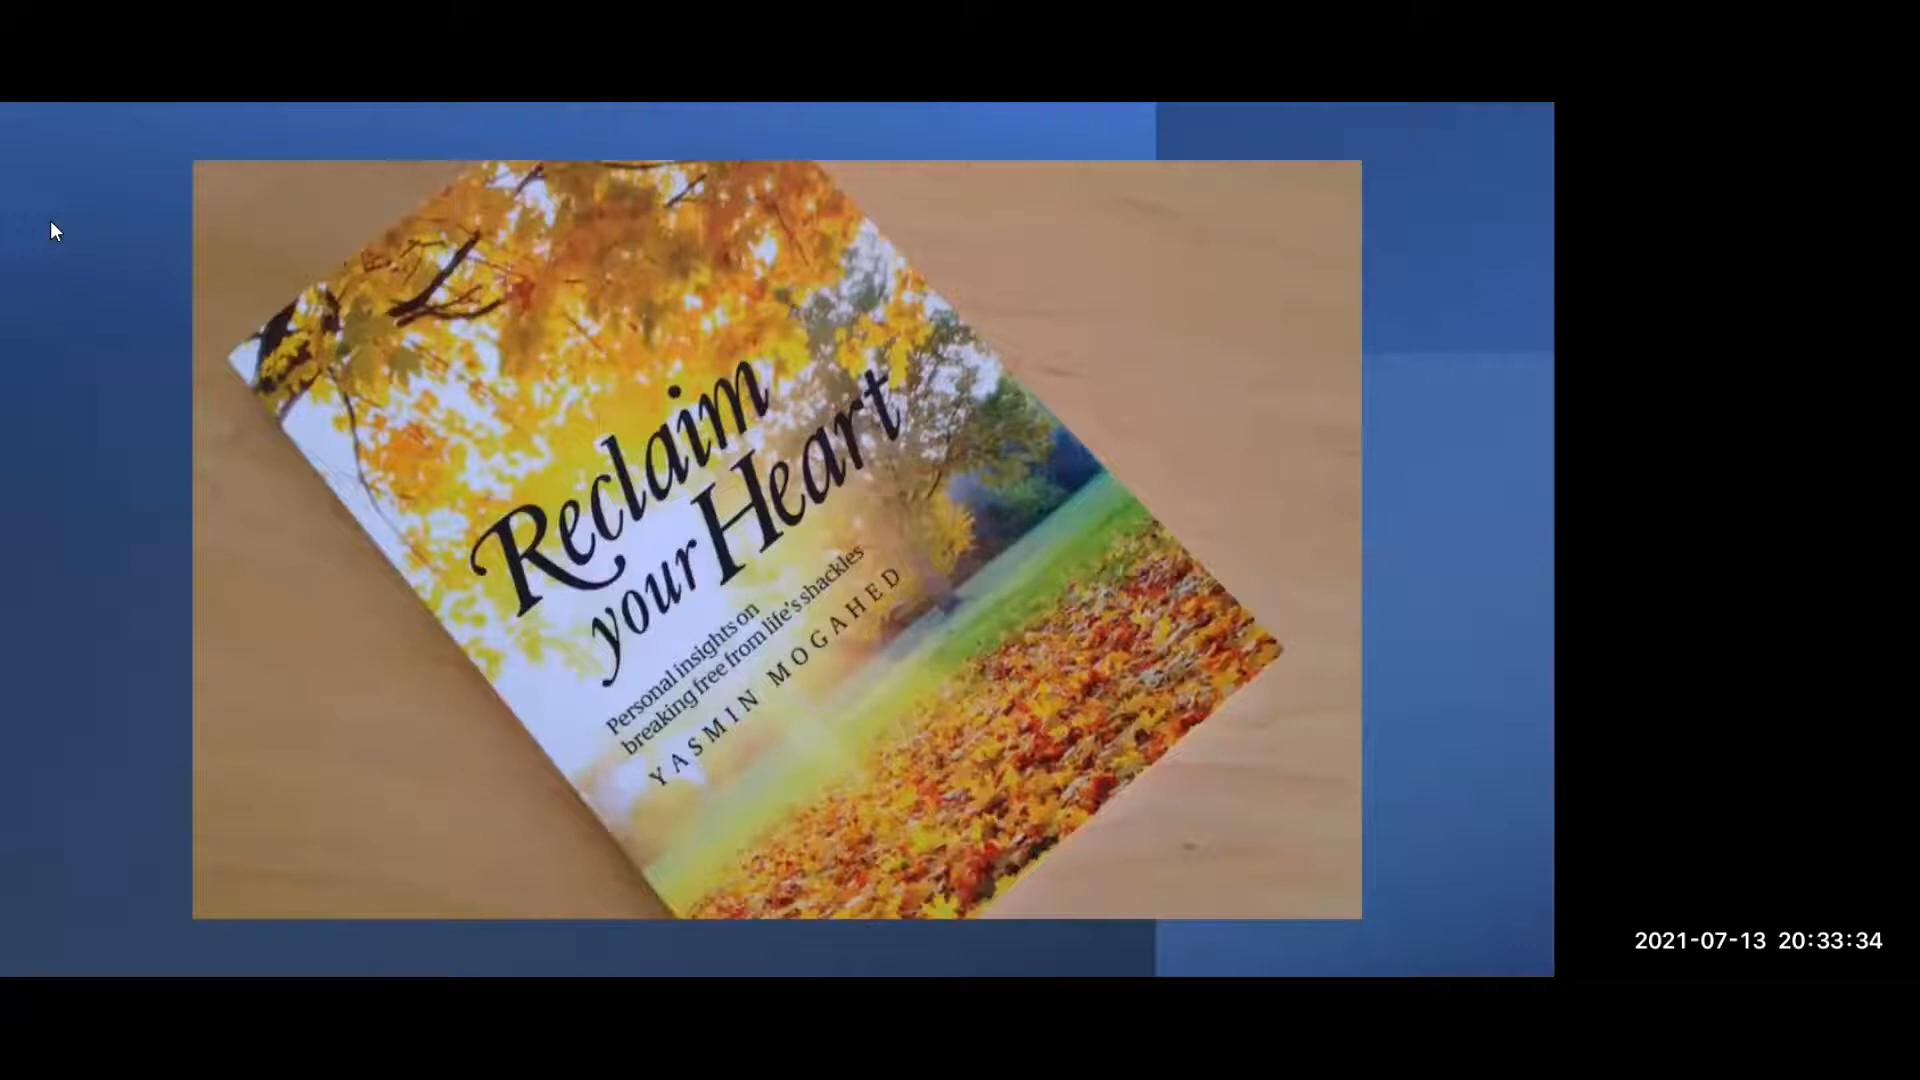 Reclaim
your Heart
Personal insights on
breaking free from life's shackles
YASMIN MOGAHED
2021-07-13 20:33:34